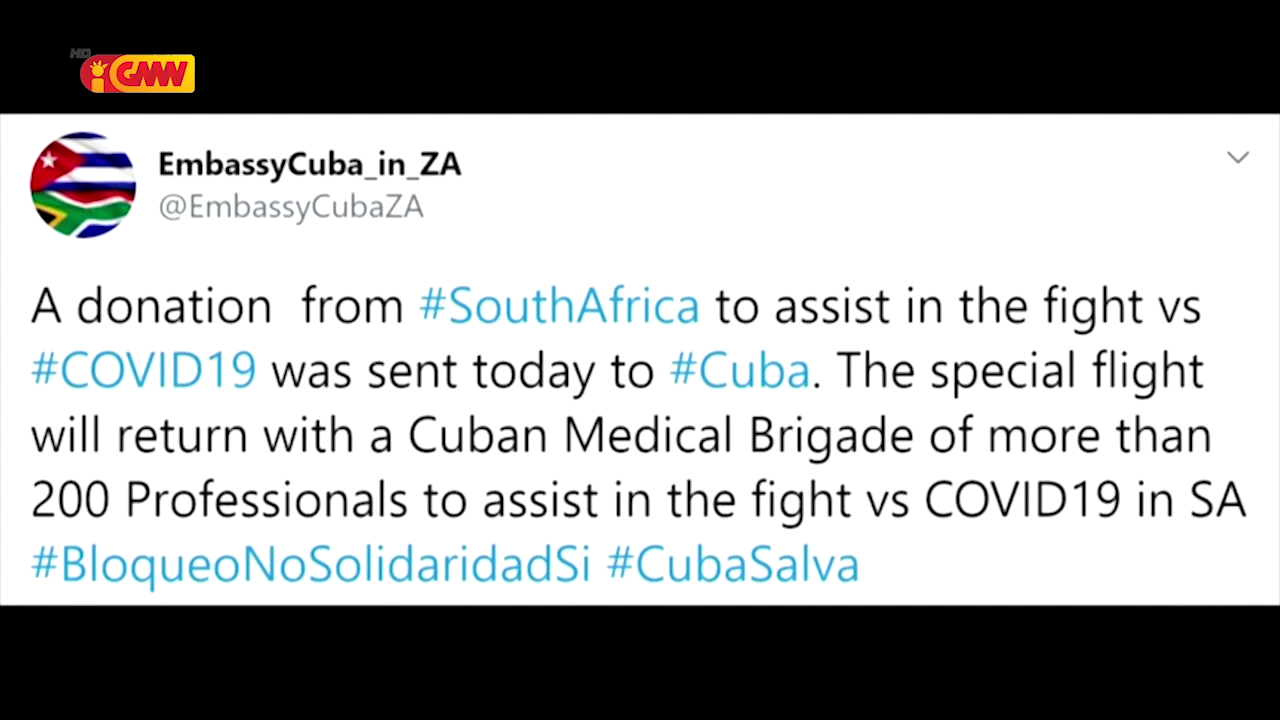 HD
iGMW
EmbassyCuba_in_ZA
@EmbassyCubaZA
A donation  from #SouthAfrica to assist in the fight vs
#COVID19 was sent today to #Cuba. The special flight
will return with a Cuban Medical Brigade of more than
200 Professionals to assist in the fight vs COVID19 in SA
#BloqueoNoSolidaridadSi #CubaSalva